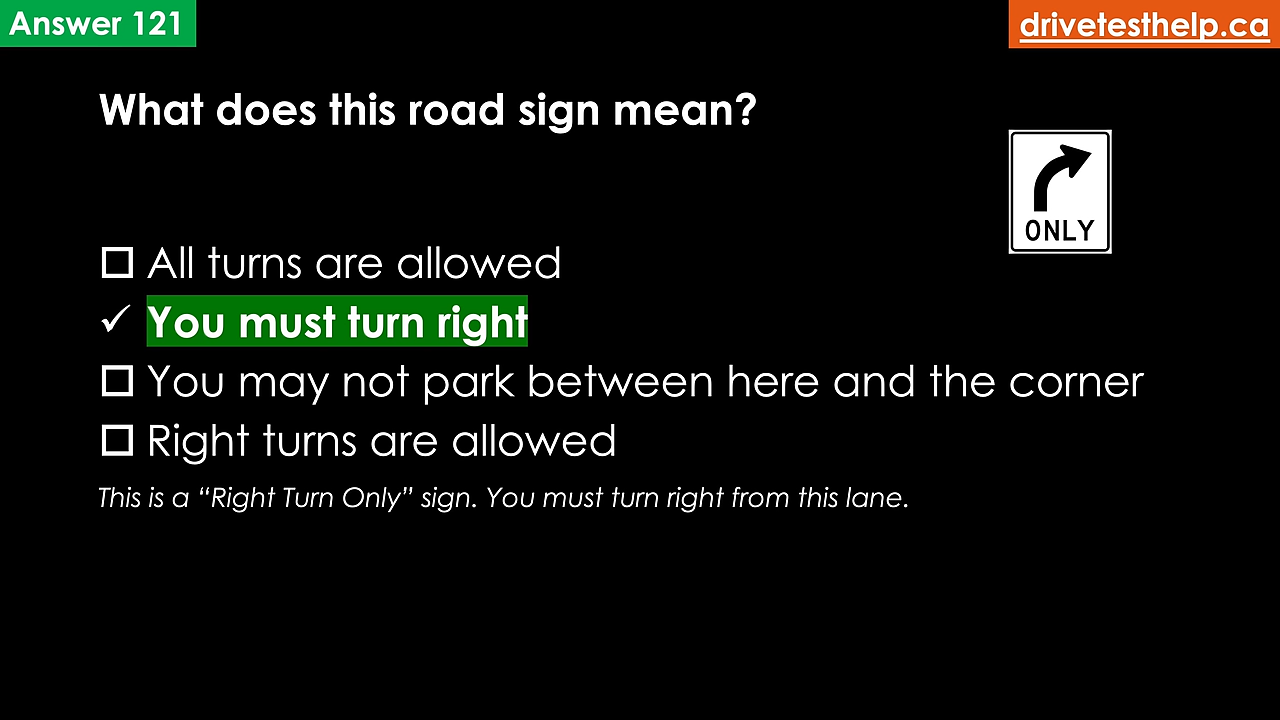 Answer 121
drivetesthelp.ca
What does this road sign mean?
ONLY
All turns are allowed
You must turn right
You may not park between here and the corner
Right turns are allowed
This is a “Right Turn Only” sign. You must turn right from this lane.